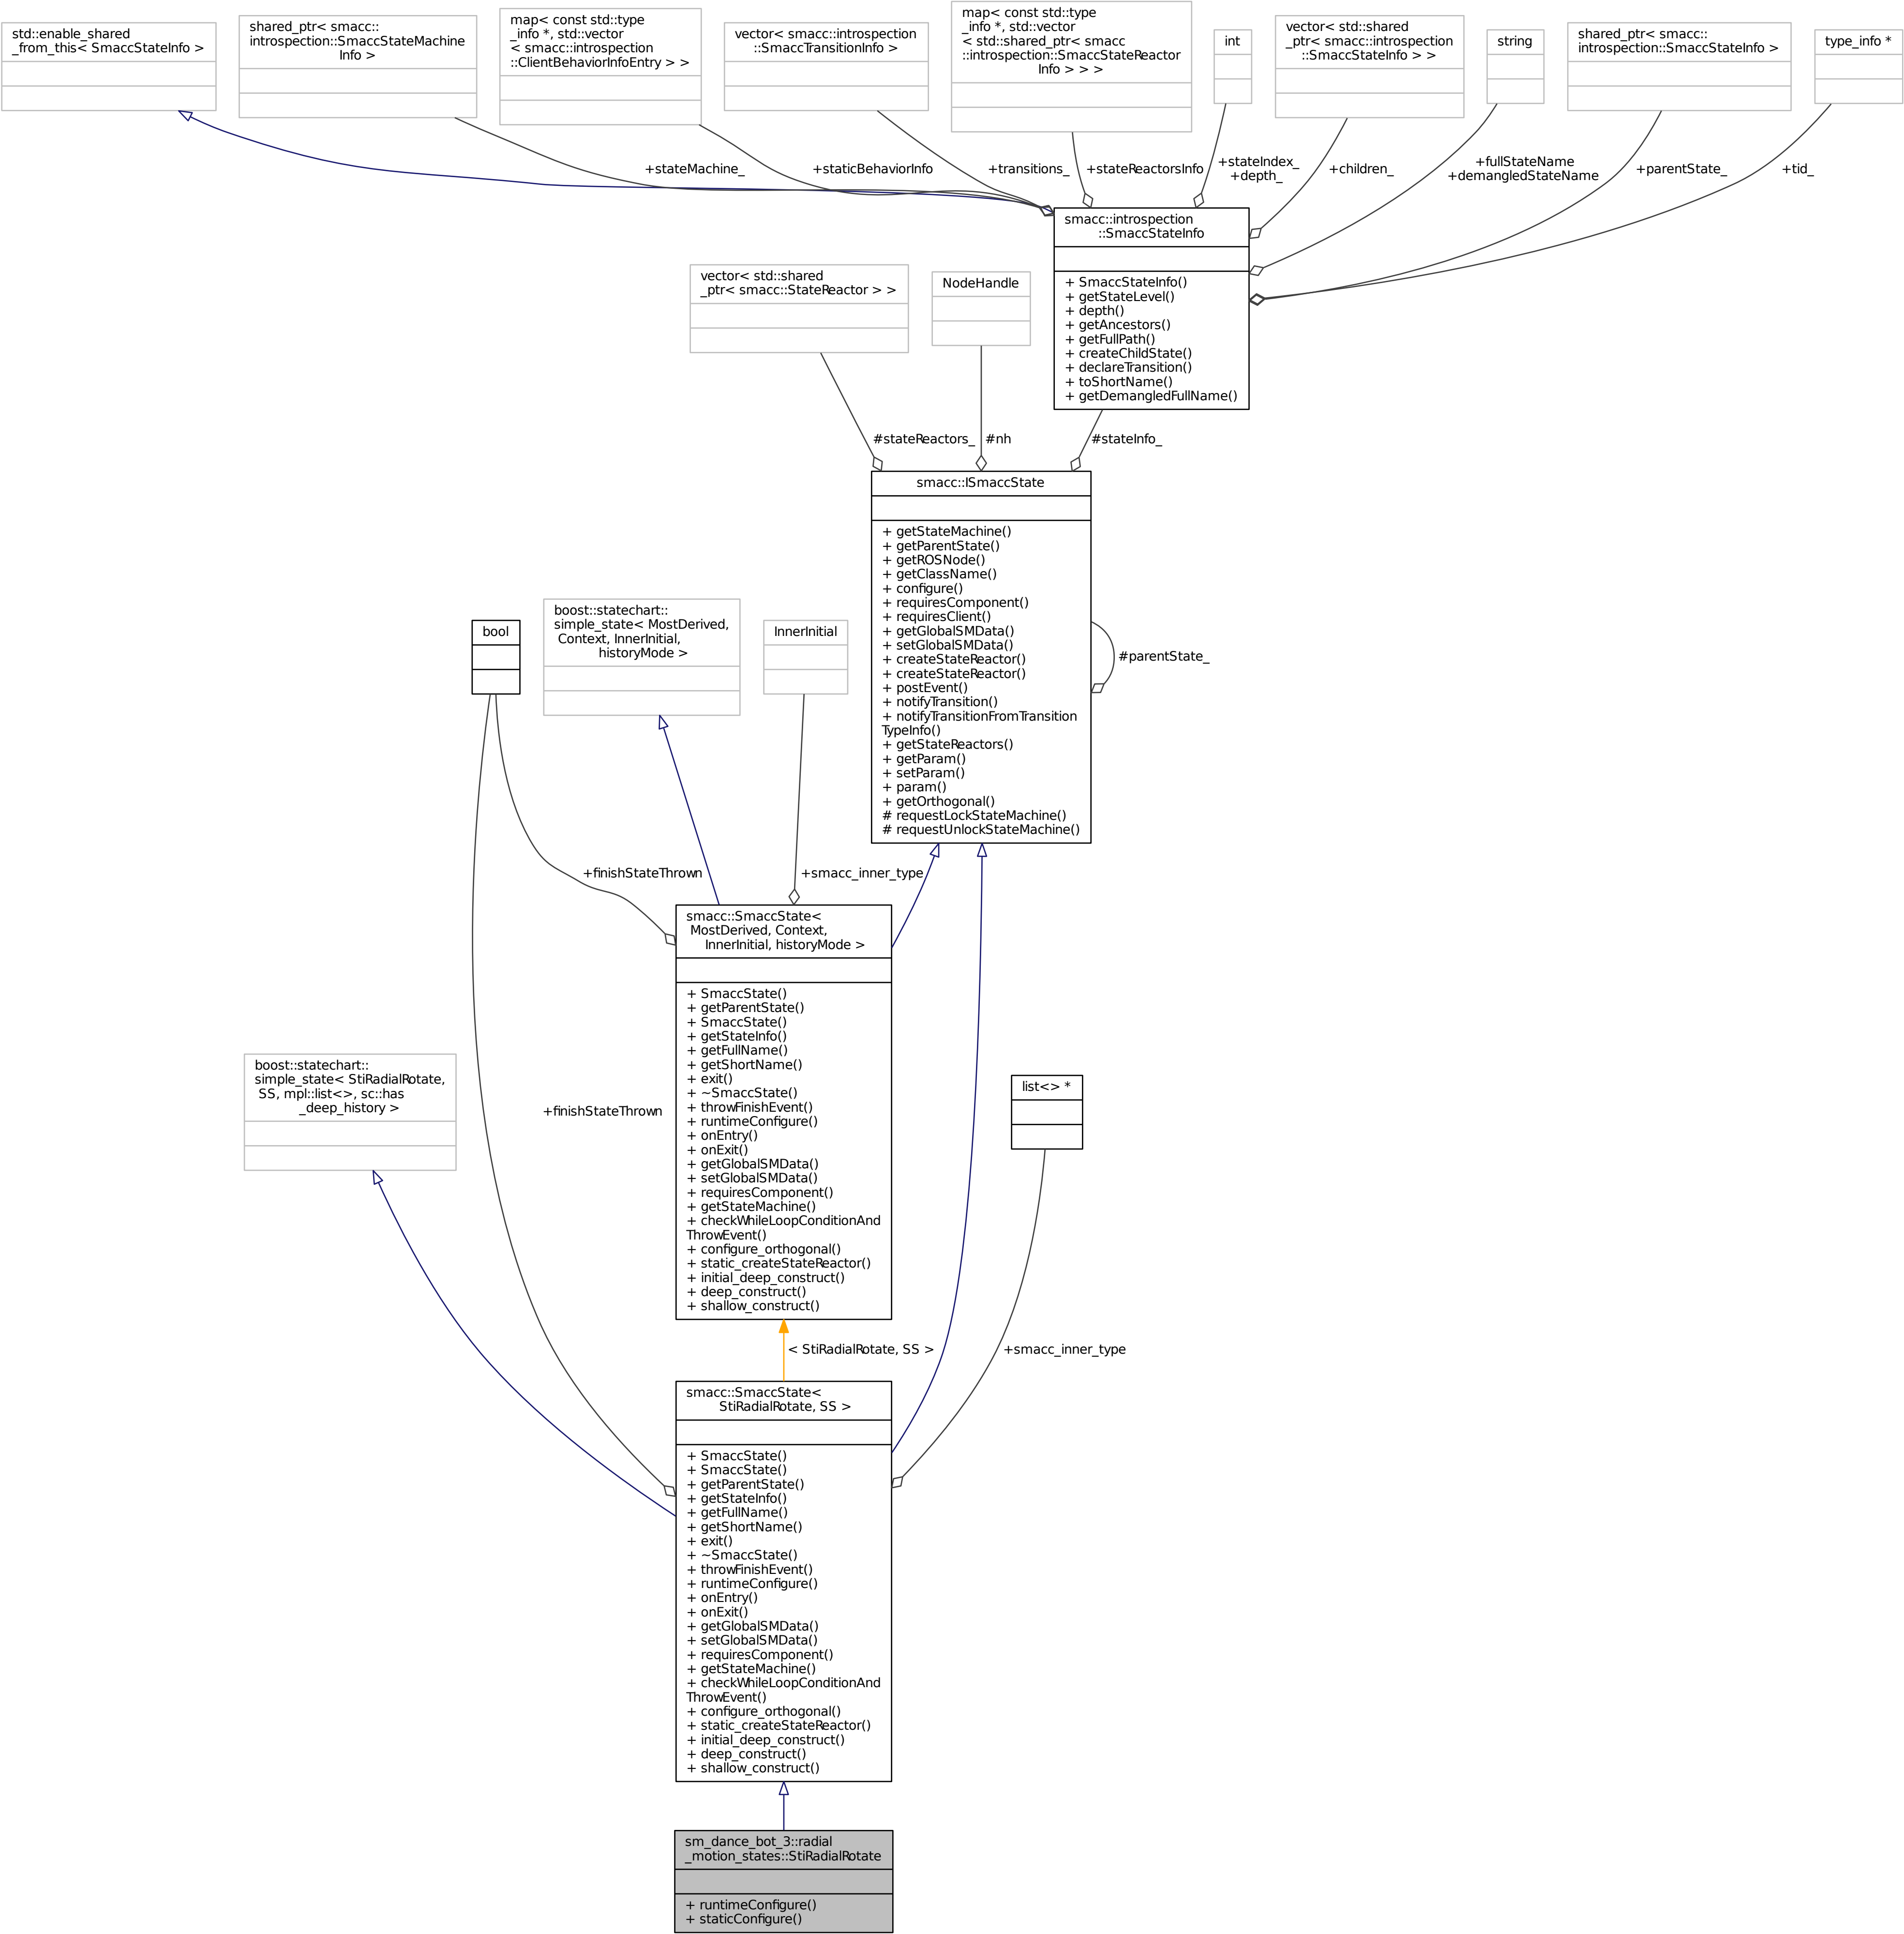 std::enable_shared
_from_this< SmaccStateInfo >
shared_ptr< smacc::
introspection::SmaccStateMachine
Info >
map< const std::type
_info *, std::vector
< smacc::introspection
::ClientBehaviorInfoEntry > >
vector< smacc::introspection
::SmaccTransitionInfo >
map< const std::type
_info *, std::vector
< std::shared_ptr< smacc
::introspection::SmaccStateReactor
Info > > >
int
vector< std::shared
_ptr< smacc::introspection
::SmaccStateInfo > >
string
shared_ptr< smacc::
introspection::SmaccStateInfo >
type_info *
+stateMachine_
+staticBehaviorInfo
+transitions_
+stateReactorsInfo
+stateIndex_
+depth_
+children_
+fullStateName
+demangledStateName
+parentState_
+tid_
smacc::introspection
::SmaccStateInfo
+ SmaccStateInfo()
+ getStateLevel()
+ depth()
+ getAncestors()
+ getFullPath()
+ createChildState()
+ declareTransition()
+ toShortName()
+ getDemangledFullName()
vector< std::shared
_ptr< smacc::StateReactor > >
NodeHandle
#stateReactors_
#nh
#stateInfo_
smacc::ISmaccState
+ getStateMachine()
+ getParentState()
+ getROSNode()
+ getClassName()
+ configure()
+ requiresComponent()
+ requiresClient()
+ getGlobalSMData()
+ setGlobalSMData()
+ createStateReactor()
+ createStateReactor()
+ postEvent()
+ notifyTransition()
+ notifyTransitionFromTransition
TypeInfo()
+ getStateReactors()
+ getParam()
+ setParam()
+ param()
+ getOrthogonal()
# requestLockStateMachine()
# requestUnlockStateMachine()
#parentState_
bool
boost::statechart::
simple_state< MostDerived,
Context, InnerInitial,
historyMode >
InnerInitial
+finishStateThrown
+smacc_inner_type
smacc::SmaccState<
MostDerived, Context,
InnerInitial, historyMode >
+ SmaccState()
+ getParentState()
+ SmaccState()
+ getStateInfo()
+ getFullName()
+ getShortName()
+ exit()
+ ~SmaccState()
+ throwFinishEvent()
+ runtimeConfigure()
+ onEntry()
+ onExit()
+ getGlobalSMData()
+ setGlobalSMData()
+ requiresComponent()
+ getStateMachine()
+ checkWhileLoopConditionAnd
ThrowEvent()
+ configure_orthogonal()
+ static_createStateReactor()
+ initial_deep_construct()
+ deep_construct()
+ shallow_construct()
boost::statechart::
simple_state< StiRadialRotate,
SS, mpl::list<>, sc::has
_deep_history >
+finishStateThrown
list<> *
< StiRadialRotate, SS >
+smacc_inner_type
smacc::SmaccState<
StiRadialRotate, SS >
+ SmaccState()
+ SmaccState()
+ getParentState()
+ getStateInfo()
+ getFullName()
+ getShortName()
+ exit()
+ ~SmaccState()
+ throwFinishEvent()
+ runtimeConfigure()
+ onEntry()
+ onExit()
+ getGlobalSMData()
+ setGlobalSMData()
+ requiresComponent()
+ getStateMachine()
+ checkWhileLoopConditionAnd
ThrowEvent()
+ configure_orthogonal()
+ static_createStateReactor()
+ initial_deep_construct()
+ deep_construct()
+ shallow_construct()
sm_dance_bot_3::radial
_motion_states::StiRadialRotate
+ runtimeConfigure()
+ staticConfigure()